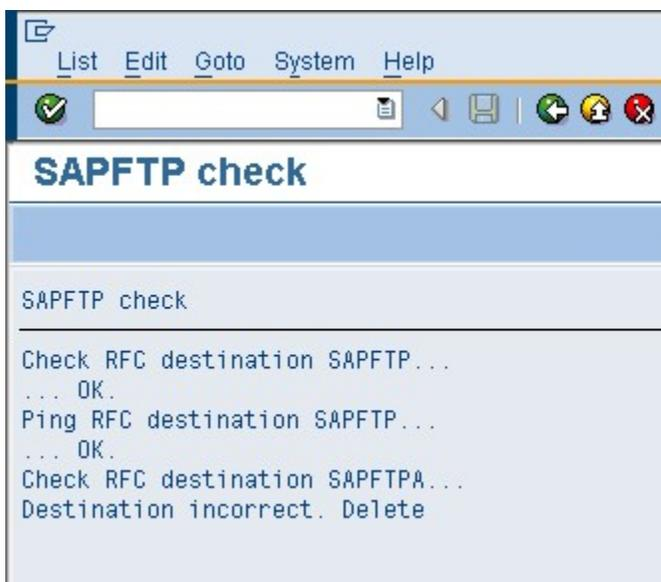 List Edit Goto System Help
SAPFTP check
SAPFTP check
Check RFC destination SAPFTP...
... OK.
Ping RFC destination SAPFTP...
... OK.
Check RFC destination SAPFTPA...
Destination incorrect. Delete